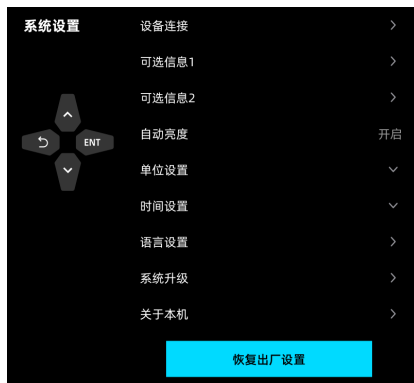 系统设置
设备连接
可选信息1
可选信息2
自动亮度 开启
ENT
单位设置
时间设置
语言设置
系统升级
关于本机
恢复出厂设置